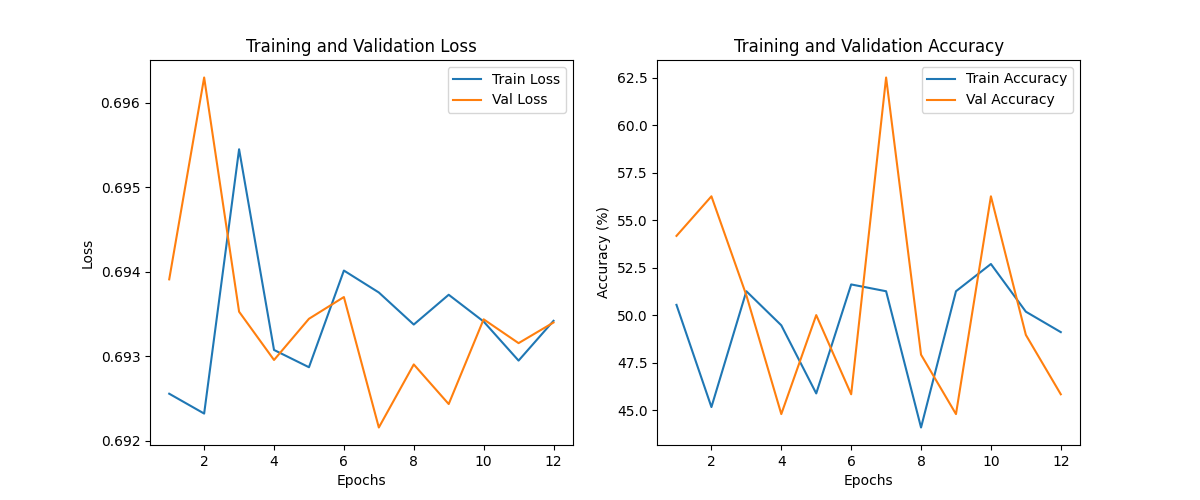 Training and Validation Loss
Train Loss
Val Loss
0.696
0.695
0.694
0.693
0.692
Loss
2
4
6
8
10
12
Epochs
Training and Validation Accuracy
Train Accuracy
Val Accuracy
62.5
60.0
57.5
55.0
52.5
50.0
47.5
45.0
Accuracy (%)
2
4
6
8
10
12
Epochs